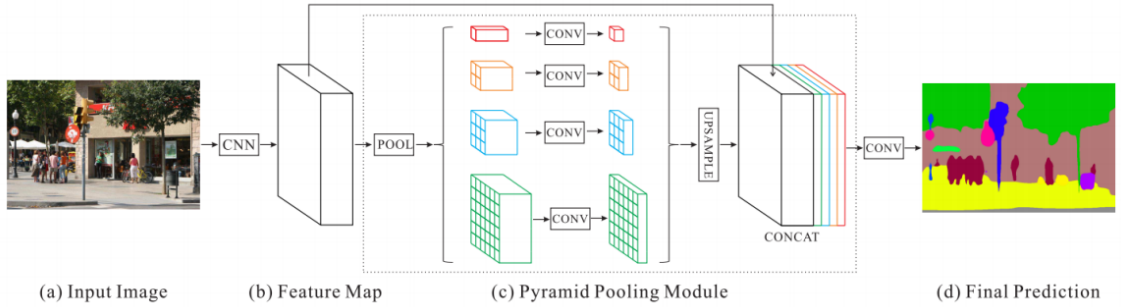 CNN
POOL
CONV
CONV
CONV
CONV
UPSAMPLE
CONCAT
CONV
(a) Input Image
(b) Feature Map
(c) Pyramid Pooling Module
(d) Final Prediction